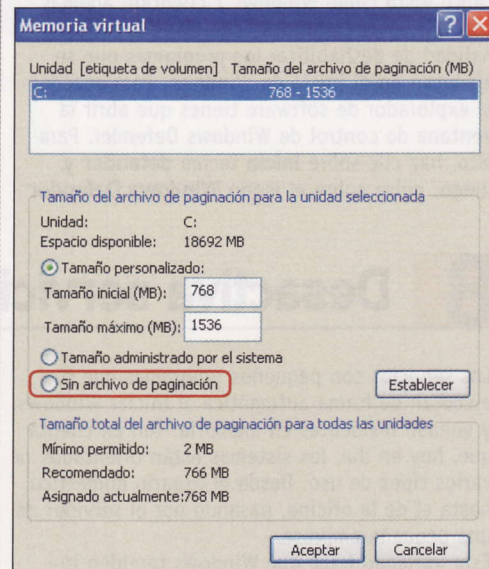 Memoria virtual
Unidad [etiqueta de volumen] Tamaño del archivo de paginación (MB)
C: 768 - 1536
Tamaño del archivo de paginación para la unidad seleccionada
Unidad: C:
Espacio disponible: 18692 MB
Tamaño personalizado:
Tamaño inicial (MB): 768
Tamaño máximo (MB): 1536
Tamaño administrado por el sistema
Sin archivo de paginación
Establecer
Tamaño total del archivo de paginación para todas las unidades
Mínimo permitido: 2 MB
Recomendado: 766 MB
Asignado actualmente: 768 MB
Aceptar Cancelar